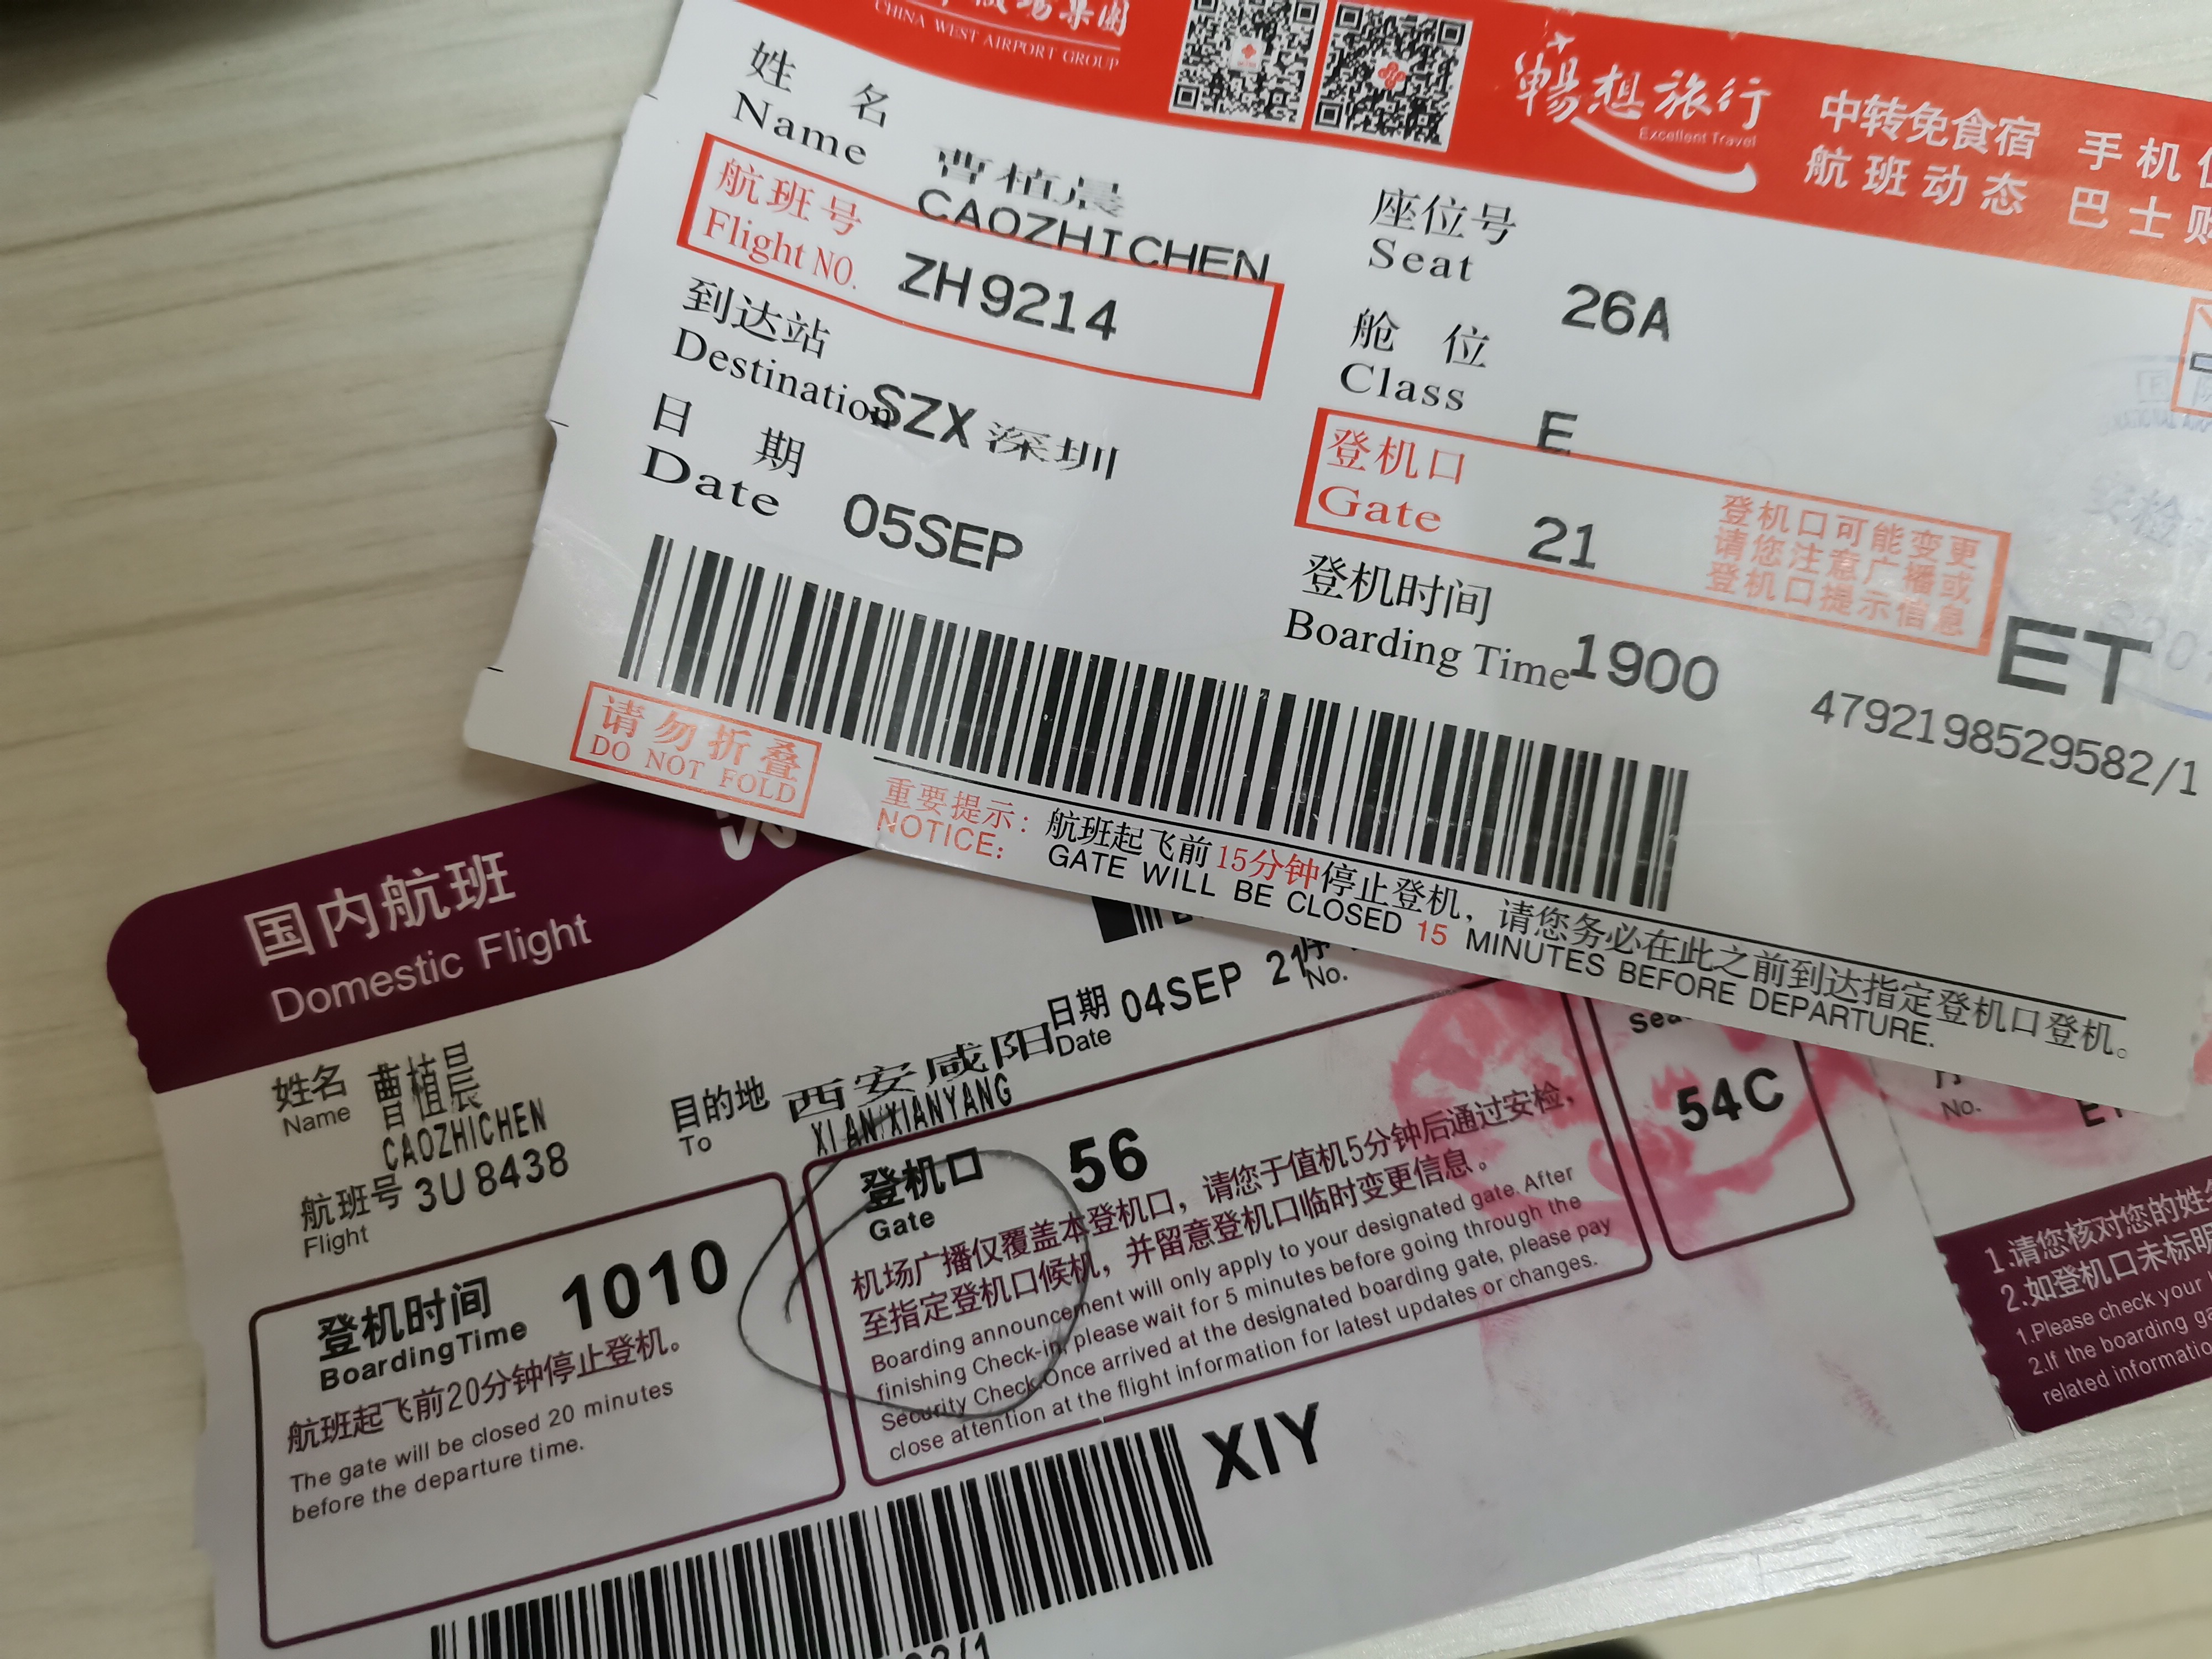 CHINA WEST AIRPORT GROUP
畅想旅行
Excellent Travel
中转免食宿 手机
航班动态 巴士
姓 名
Name
曹植晨
CAOZHICHEN
航班号
Flight NO.
ZH9214
到达站
Destination
SZX 深圳
日 期
Date
05SEP
座位号
Seat
26A
舱 位
Class
E
登机口
Gate
21
登机口可能变更
请您注意广播或
登机口提示信息
登机时间
Boarding Time
1900
ET
4792198529582/1
请勿折叠
DO NOT FOLD
重要提示：航班起飞前15分钟停止登机，请您务必在此之前到达指定登机口登机。
NOTICE: GATE WILL BE CLOSED 15 MINUTES BEFORE DEPARTURE.
国内航班
Domestic Flight
姓名
Name
曹植晨
CAOZHICHEN
航班号
Flight
3U8438
目的地
To
西安咸阳
XI AN/XIANYANG
日期
Date
04SEP 21
No.
登机时间
BoardingTime
1010
航班起飞前20分钟停止登机。
The gate will be closed 20 minutes
before the departure time.
登机口
Gate
56
机场广播仅覆盖本登机口，请您于值机5分钟后通过安检，
至指定登机口候机，并留意登机口临时变更信息。
Boarding announcement will only apply to your designated gate. After
finishing Check-in, please wait for 5 minutes before going through the
Security Check.Once arrived at the designated boarding gate, please pay
close attention at the flight information for latest updates or changes.
54C
XIY
No.
1.请您核对您的姓
2.如登机口未标明
1.Please check your
2.If the boarding
related